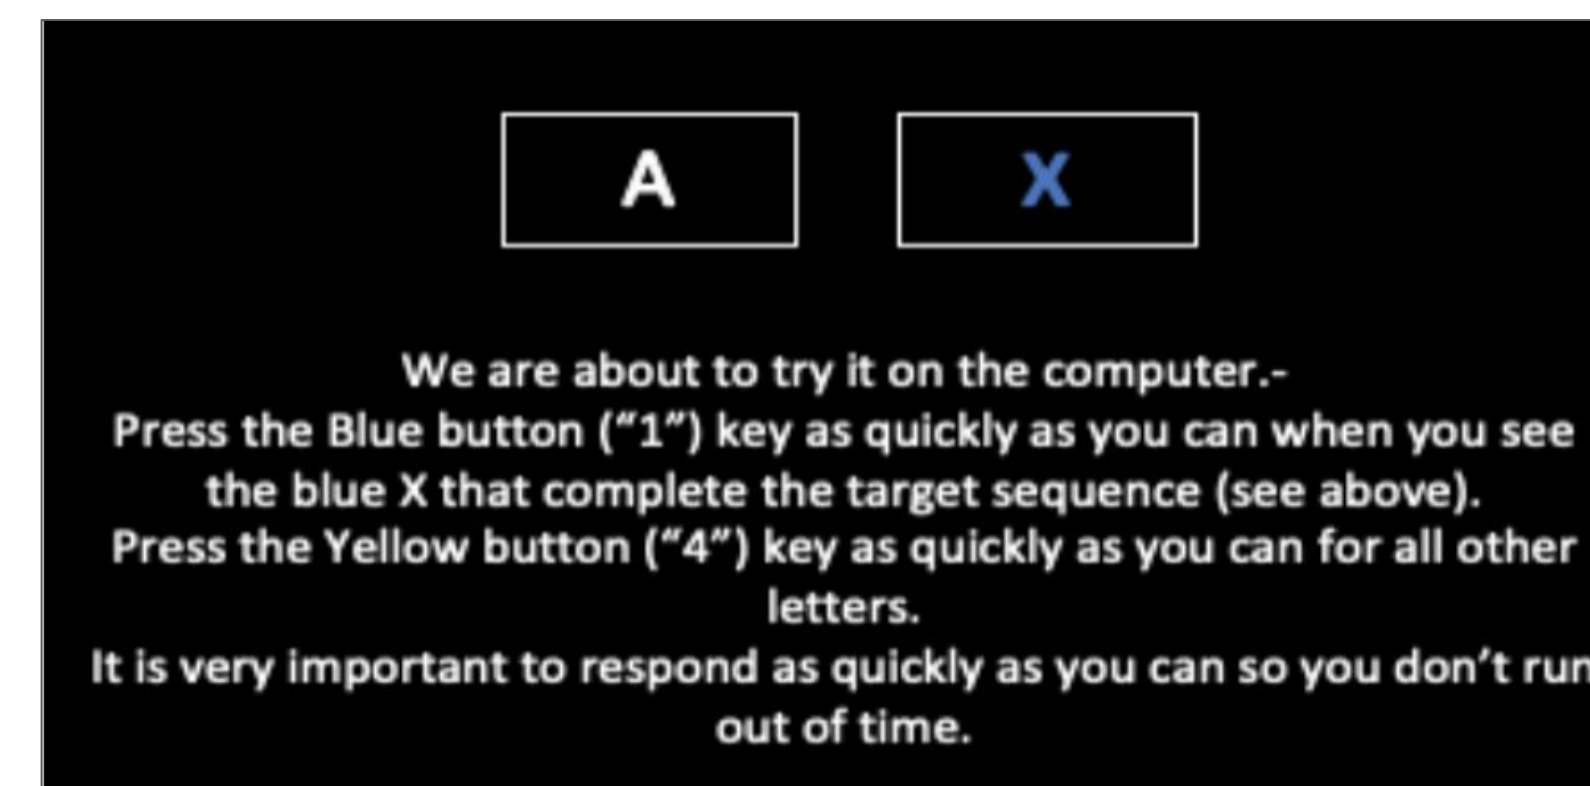 A X
We are about to try it on the computer.-
Press the Blue button (“1”) key as quickly as you can when you see
the blue X that complete the target sequence (see above).
Press the Yellow button (“4”) key as quickly as you can for all other
letters.
It is very important to respond as quickly as you can so you don’t run
out of time.